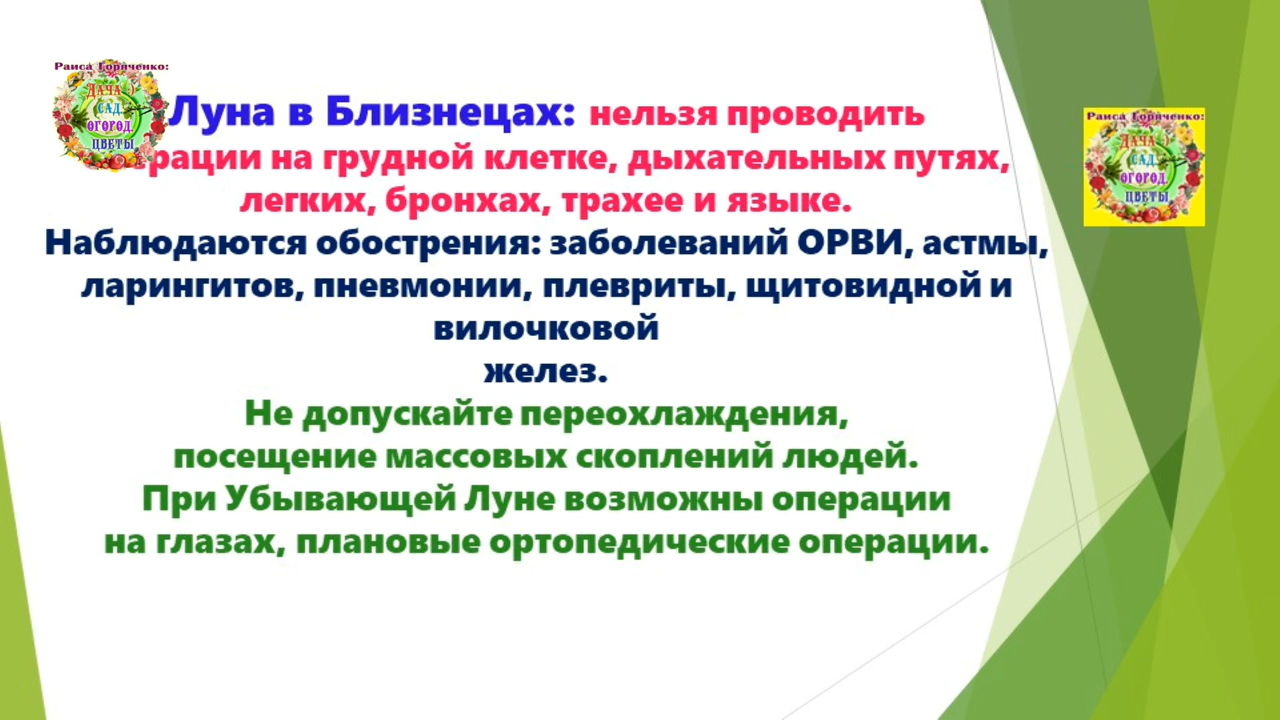 Раиса Горяченко:
ДАЧА
САД,
ОГОРОД,
ЦВЕТЫ
Луна в Близнецах: нельзя проводить
рации на грудной клетке, дыхательных путях,
легких, бронхах, трахее и языке.
Наблюдаются обострения: заболеваний ОРВИ, астмы,
ларингитов, пневмонии, плевриты, щитовидной и
вилочковой
желез.
Не допускайте переохлаждения,
посещение массовых скоплений людей.
При Убывающей Луне возможны операции
на глазах, плановые ортопедические операции.
Раиса Горяченко:
ДАЧА
САД,
ОГОРОД,
ЦВЕТЫ